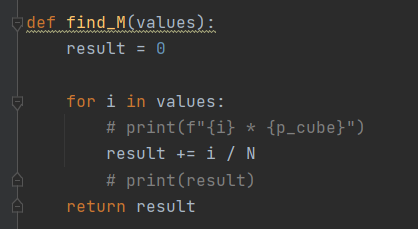 def find_M(values):
    result = 0
    for i in values:
        # print(f"{i} * {p_cube}")
        result += i / N
        # print(result)
    return result